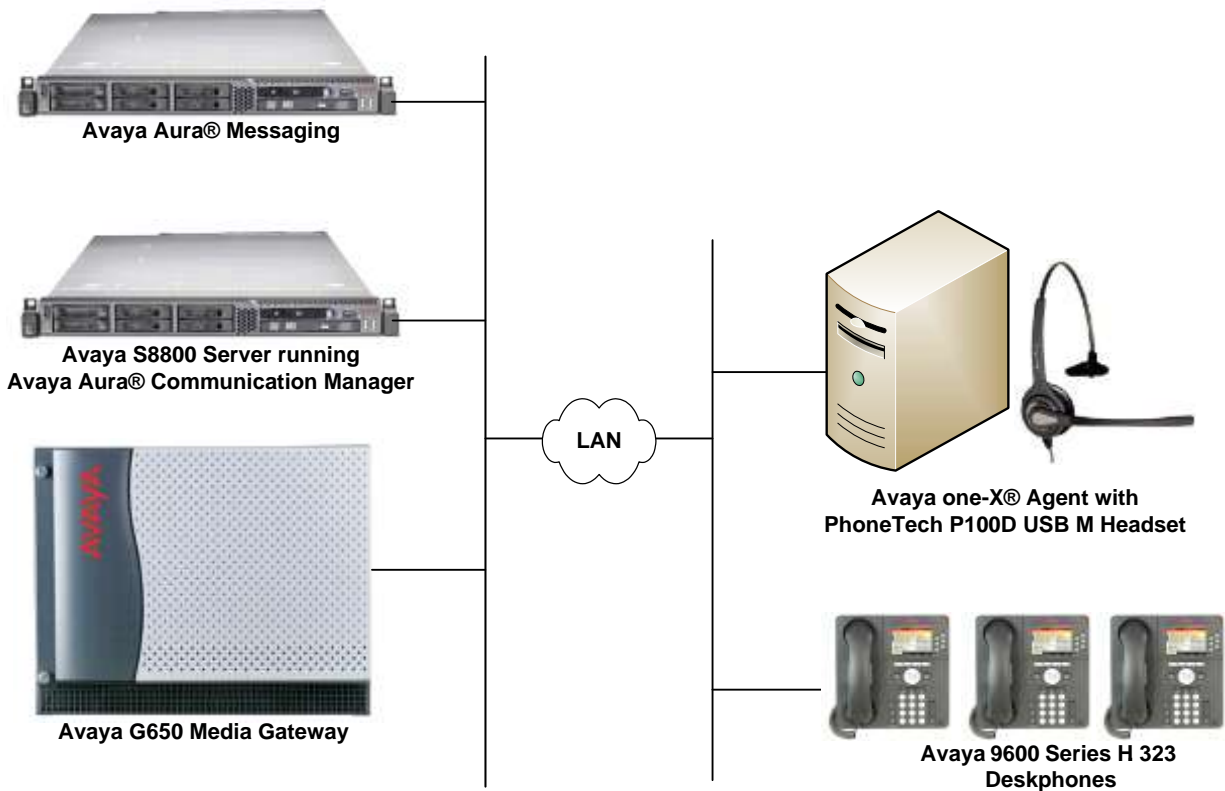 Avaya Aura® Messaging
Avaya S8800 Server running
Avaya Aura® Communication Manager
AVAYA
Avaya G650 Media Gateway
LAN
Avaya one-X® Agent with
PhoneTech P100D USB M Headset
Avaya 9600 Series H 323
Deskphones